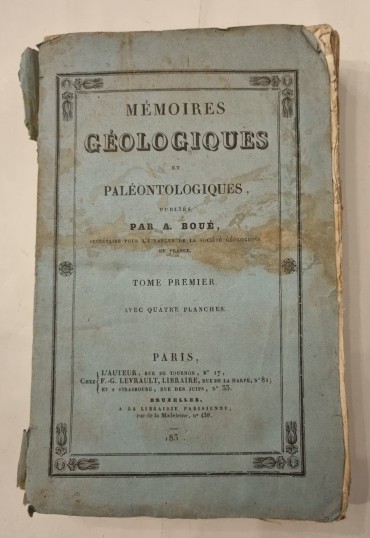 MÉMOIRES
GÉOLOGIQUES
ET
PALÉONTOLOGIQUES,
PUBLIÉS
PAR A. BOUÉ,
SECRÉTAIRE POUR L'ÉTRANGER DE LA SOCIÉTÉ GÉOLOGIQUE
DE FRANCE.
TOME PREMIER.
AVEC QUATRE PLANCHES.
PARIS,
L'AUTEUR, RUE DE TOURNON, N° 17,
CHEZ F.-G. LEVRAULT, LIBRAIRE, RUE DE LA HARPE, N° 81;
ET A STRASBOURG, RUE DES JUIFS, N° 33.
BRUXELLES,
A LA LIBRAIRIE PARISIENNE,
rue de la Madeleine, n° 438.
183